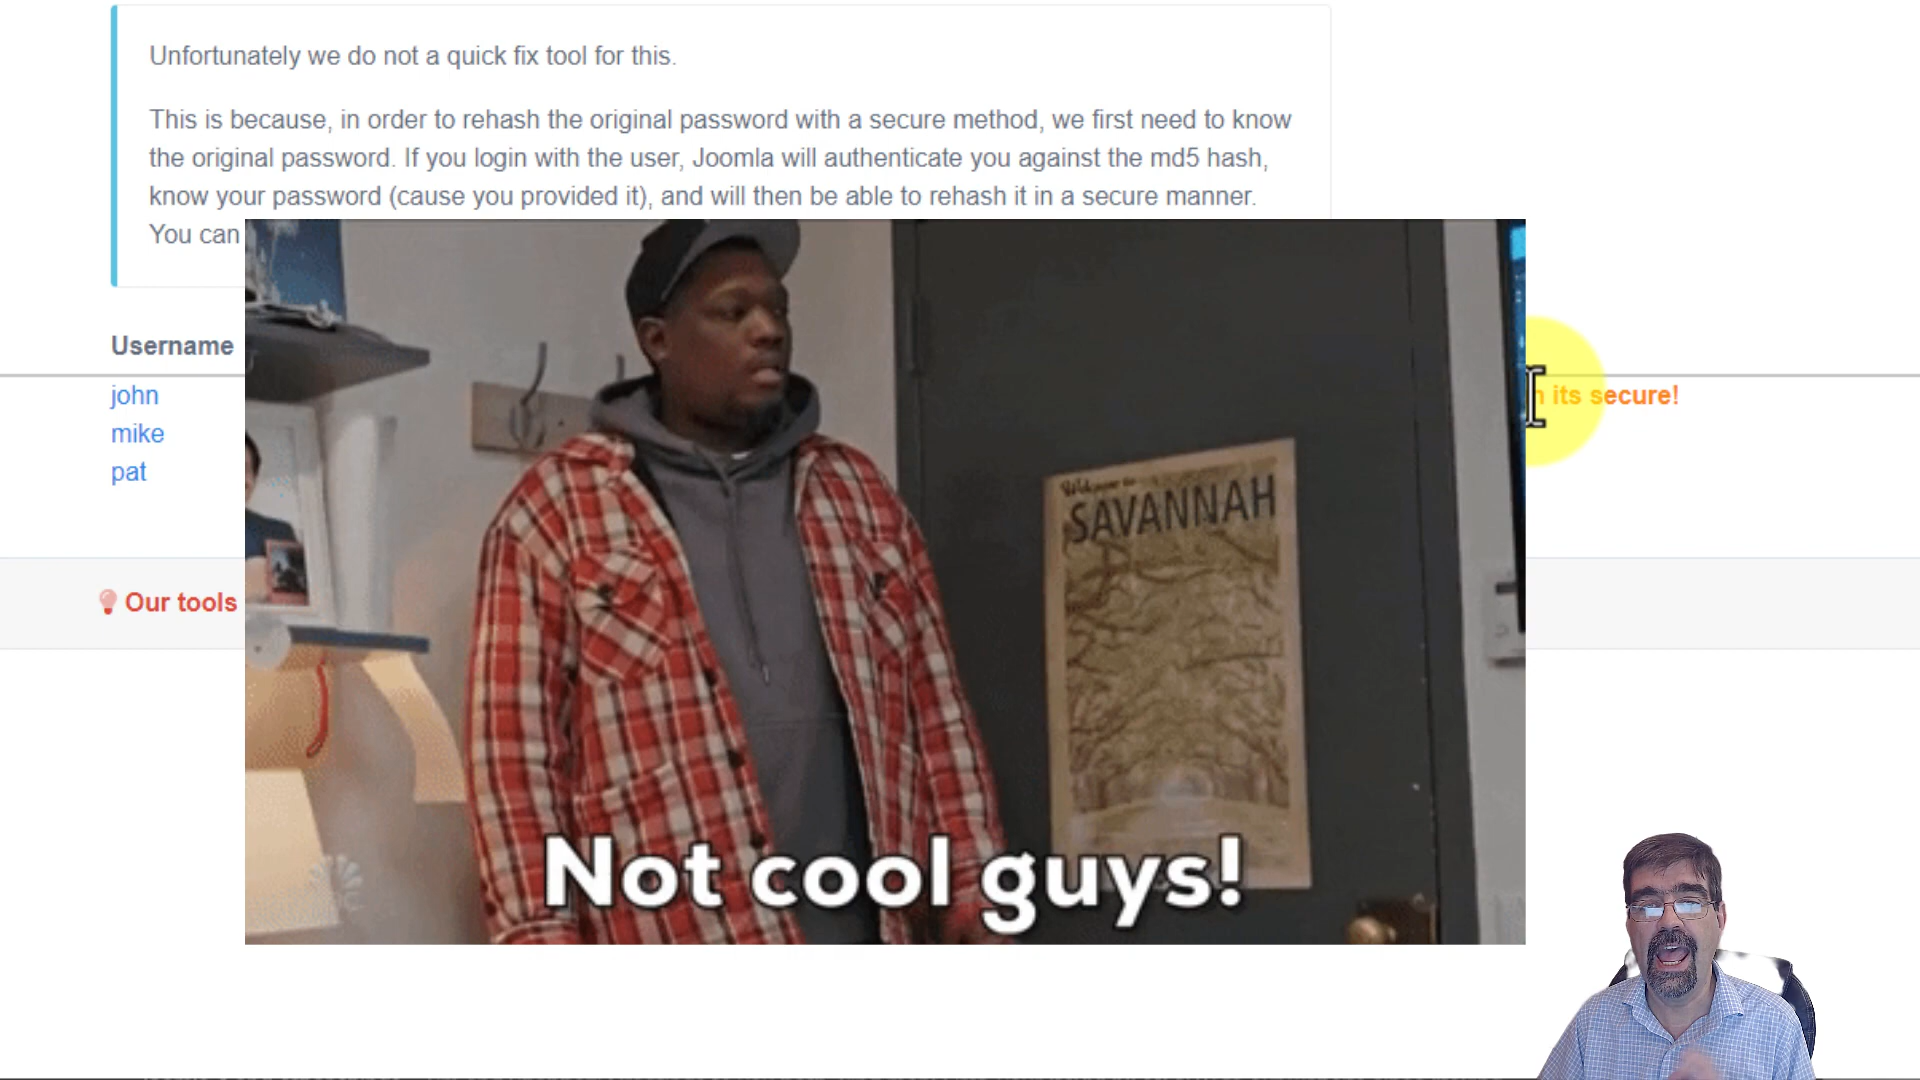 Unfortunately we do not a quick fix tool for this.
This is because, in order to rehash the original password with a secure method, we first need to know
the original password. If you login with the user, Joomla will authenticate you against the md5 hash,
know your password (cause you provided it), and will then be able to rehash it in a secure manner.
You can
Username
john
its secure!
mike
pat
Welcome to
SAVANNAH
Our tools
Not cool guys!